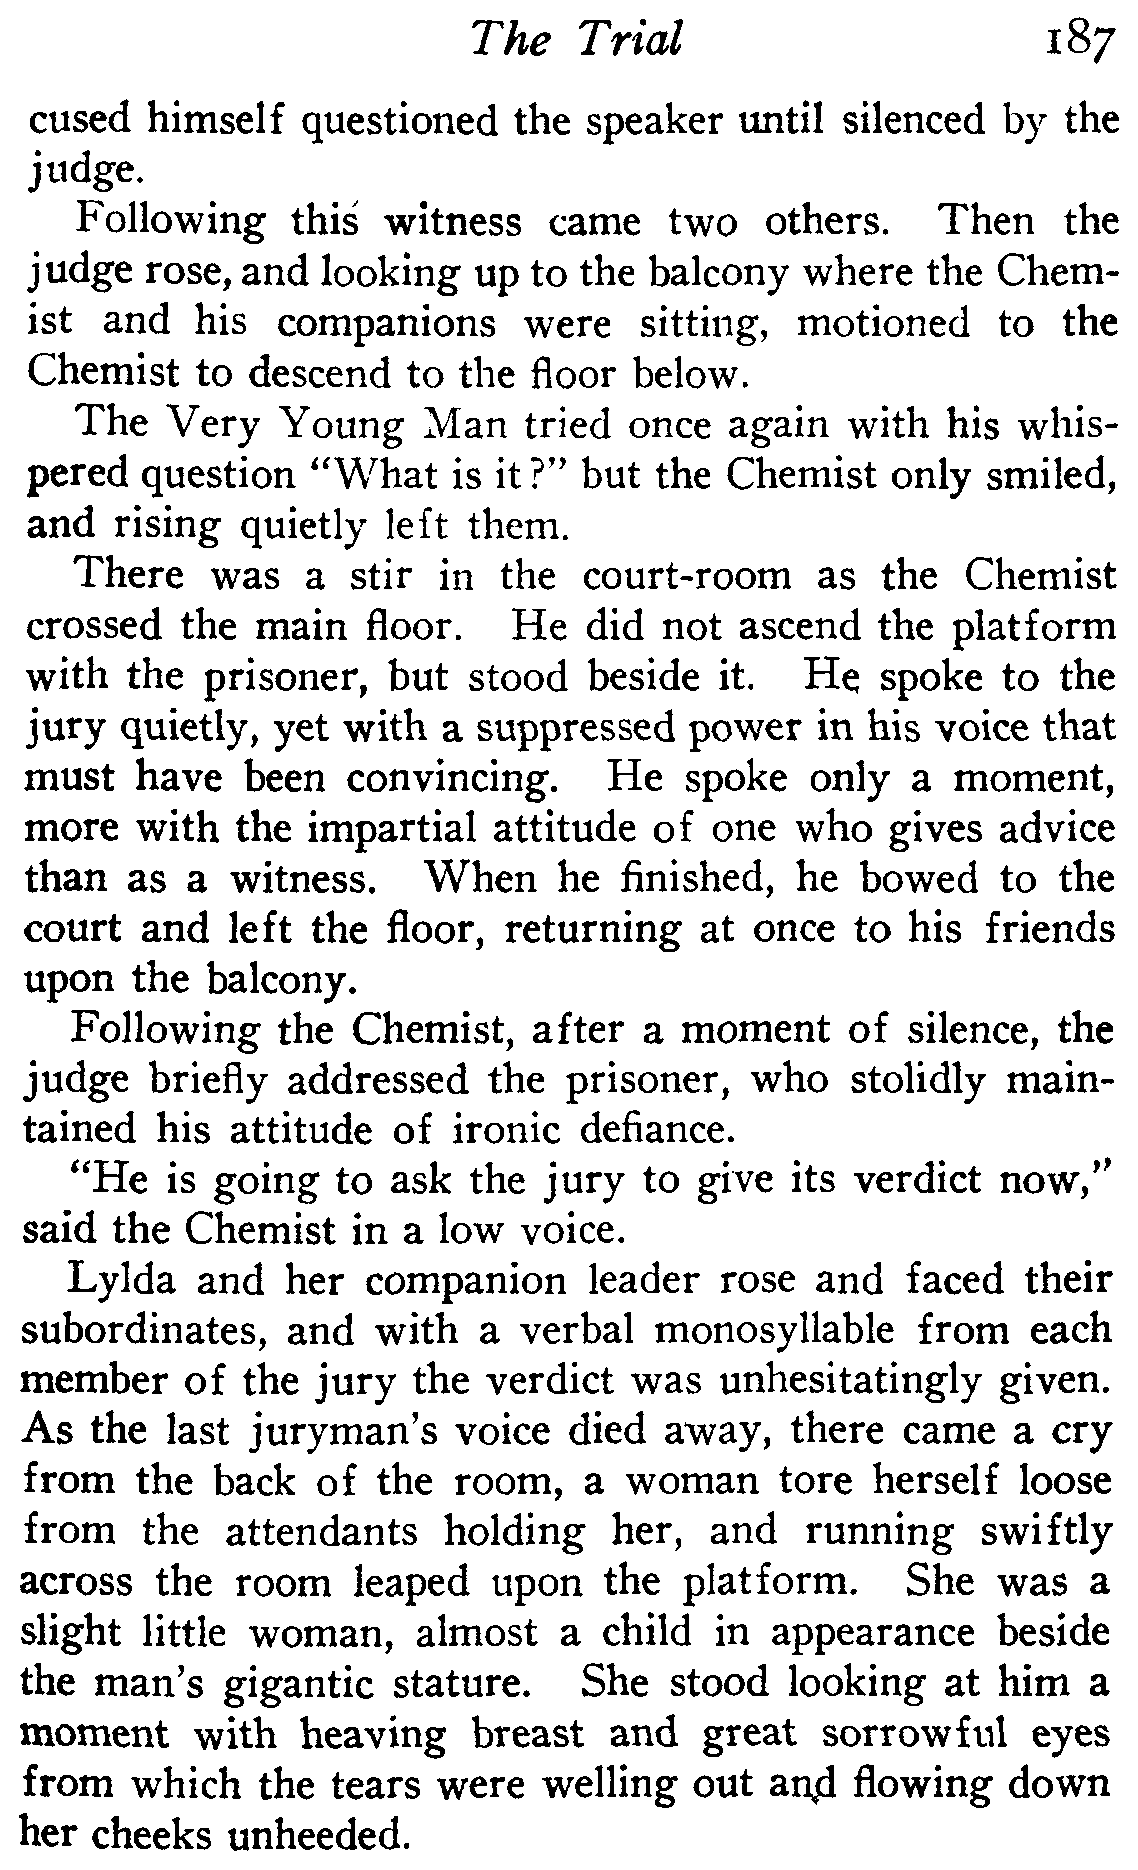 The Trial 187
cused himself questioned the speaker until silenced by the
judge.
Following this witness came two others. Then the
judge rose, and looking up to the balcony where the Chem-
ist and his companions were sitting, motioned to the
Chemist to descend to the floor below.
The Very Young Man tried once again with his whis-
pered question “What is it?” but the Chemist only smiled,
and rising quietly left them.
There was a stir in the court-room as the Chemist
crossed the main floor. He did not ascend the platform
with the prisoner, but stood beside it. He spoke to the
jury quietly, yet with a suppressed power in his voice that
must have been convincing. He spoke only a moment,
more with the impartial attitude of one who gives advice
than as a witness. When he finished, he bowed to the
court and left the floor, returning at once to his friends
upon the balcony.
Following the Chemist, after a moment of silence, the
judge briefly addressed the prisoner, who stolidly main-
tained his attitude of ironic defiance.
“He is going to ask the jury to give its verdict now,”
said the Chemist in a low voice.
Lylda and her companion leader rose and faced their
subordinates, and with a verbal monosyllable from each
member of the jury the verdict was unhesitatingly given.
As the last juryman's voice died away, there came a cry
from the back of the room, a woman tore herself loose
from the attendants holding her, and running swiftly
across the room leaped upon the platform. She was a
slight little woman, almost a child in appearance beside
the man's gigantic stature. She stood looking at him a
moment with heaving breast and great sorrowful eyes
from which the tears were welling out and flowing down
her cheeks unheeded.